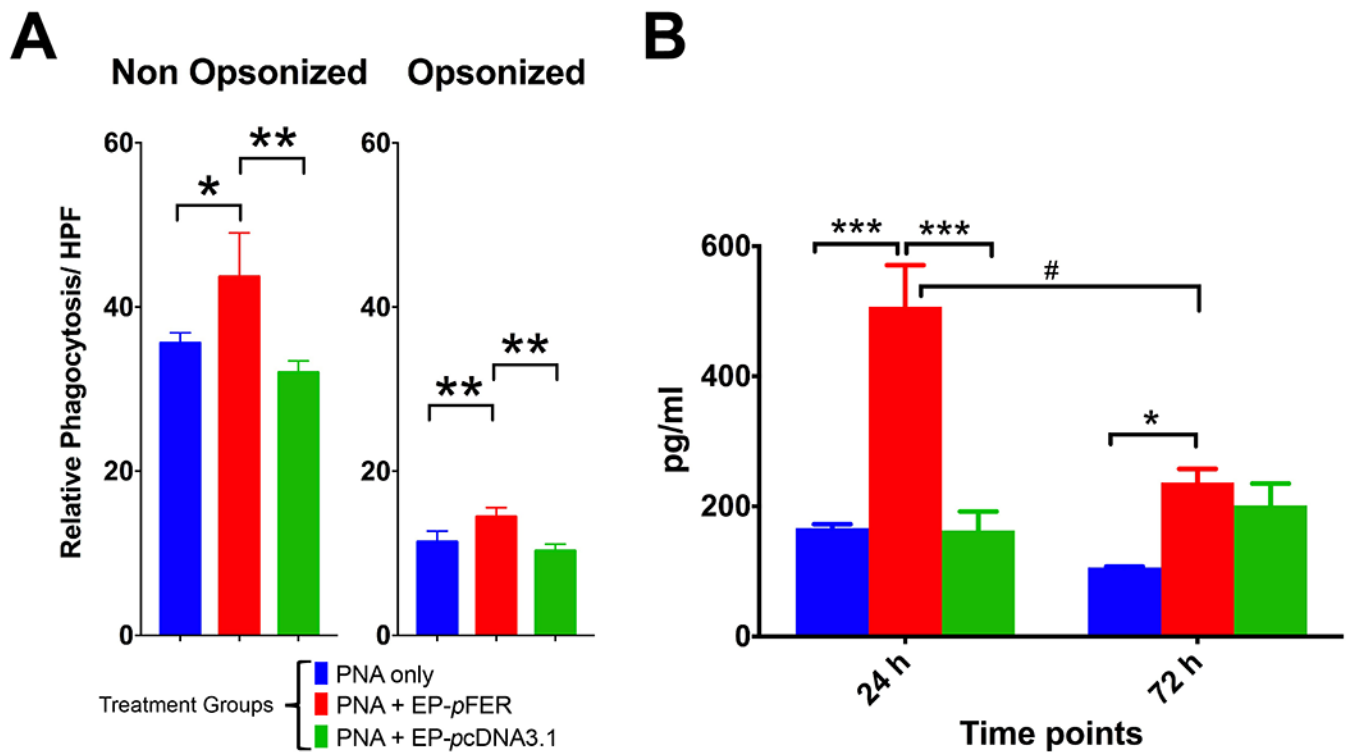 A
Non Opsonized
Opsonized
Relative Phagocytosis/ HPF
60
40
20
0
*
**
60
40
20
0
**
**
Treatment Groups
PNA only
PNA + EP-pFER
PNA + EP-pcDNA3.1
B
pg/ml
600
400
200
0
***
***
#
*
24 h
72 h
Time points